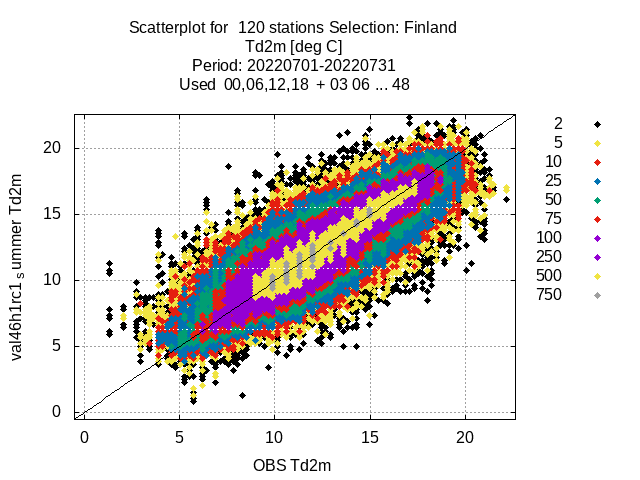 Scatterplot for 120 stations Selection: Finland
Td2m [deg C]
Period: 20220701-20220731
Used 00,06,12,18 + 03 06 ... 48
val46h1rc1 s ummer Td2m
20
15
10
5
0
0 5 10 15 20
OBS Td2m
2
5
10
25
50
75
100
250
500
750